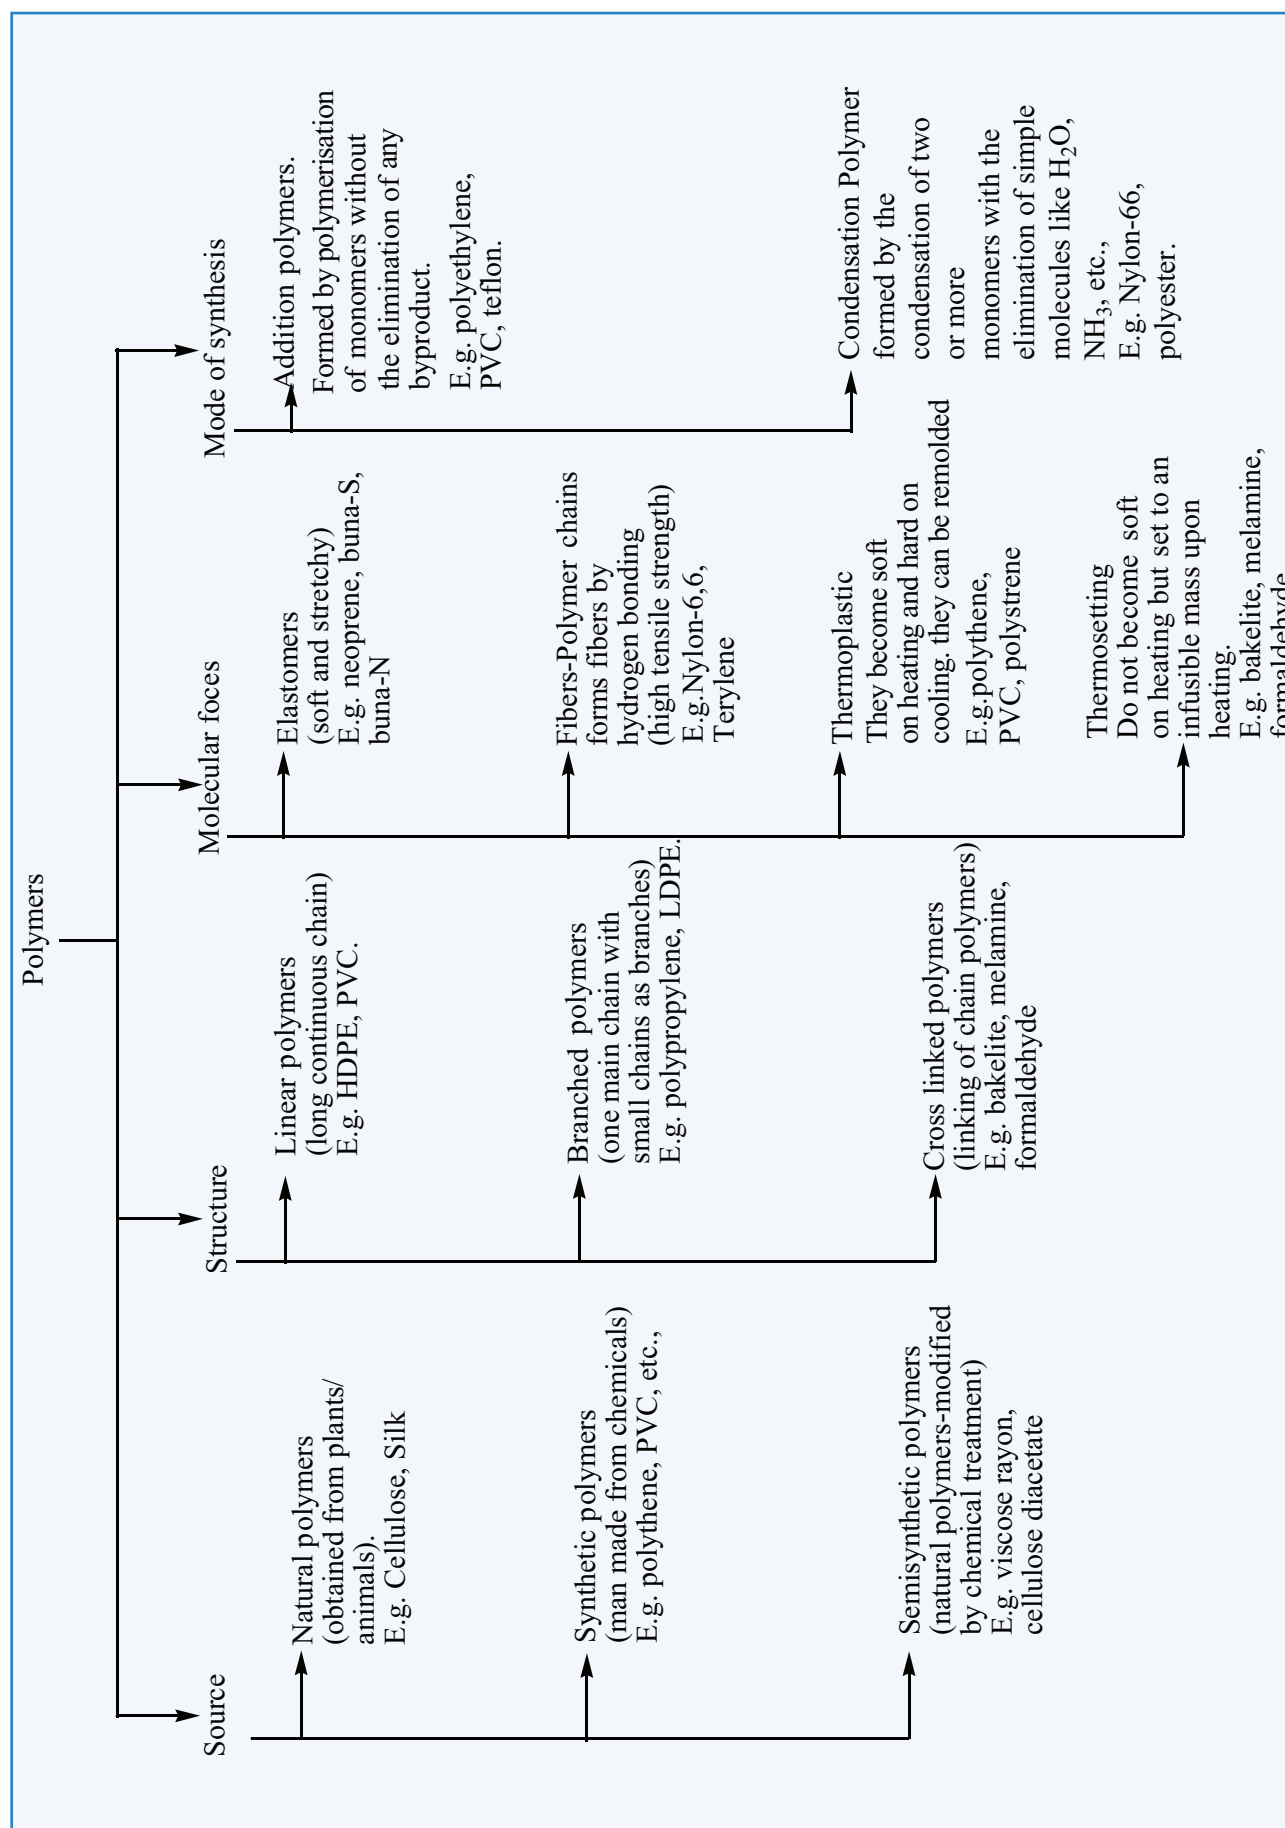 Polymers
Source
Natural polymers
(obtained from plants/
animals).
E.g. Cellulose, Silk
Synthetic polymers
(man made from chemicals)
E.g. polythene, PVC, etc.,
Semisynthetic polymers
(natural polymers-modified
by chemical treatment)
E.g. viscose rayon,
cellulose diacetate
Structure
Linear polymers
(long continuous chain)
E.g. HDPE, PVC.
Branched polymers
(one main chain with
small chains as branches)
E.g. polypropylene, LDPE.
Cross linked polymers
(linking of chain polymers)
E.g. bakelite, melamine,
formaldehyde
Molecular foces
Elastomers
(soft and stretchy)
E.g. neoprene, buna-S,
buna-N
Fibers-Polymer chains
forms fibers by
hydrogen bonding
(high tensile strength)
E.g.Nylon-6,6,
Terylene
Thermoplastic
They become soft
on heating and hard on
cooling. they can be remolded
E.g.polythene,
PVC, polystrene
Thermosetting
Do not become soft
on heating but set to an
infusible mass upon
heating.
E.g. bakelite, melamine,
formaldehyde
Mode of synthesis
Addition polymers.
Formed by polymerisation
of monomers without
the elimination of any
byproduct.
E.g. polyethylene,
PVC, teflon.
Condensation Polymer
formed by the
condensation of two
or more
monomers with the
elimination of simple
molecules like H₂O,
NH₃, etc.,
E.g. Nylon-66,
polyester.